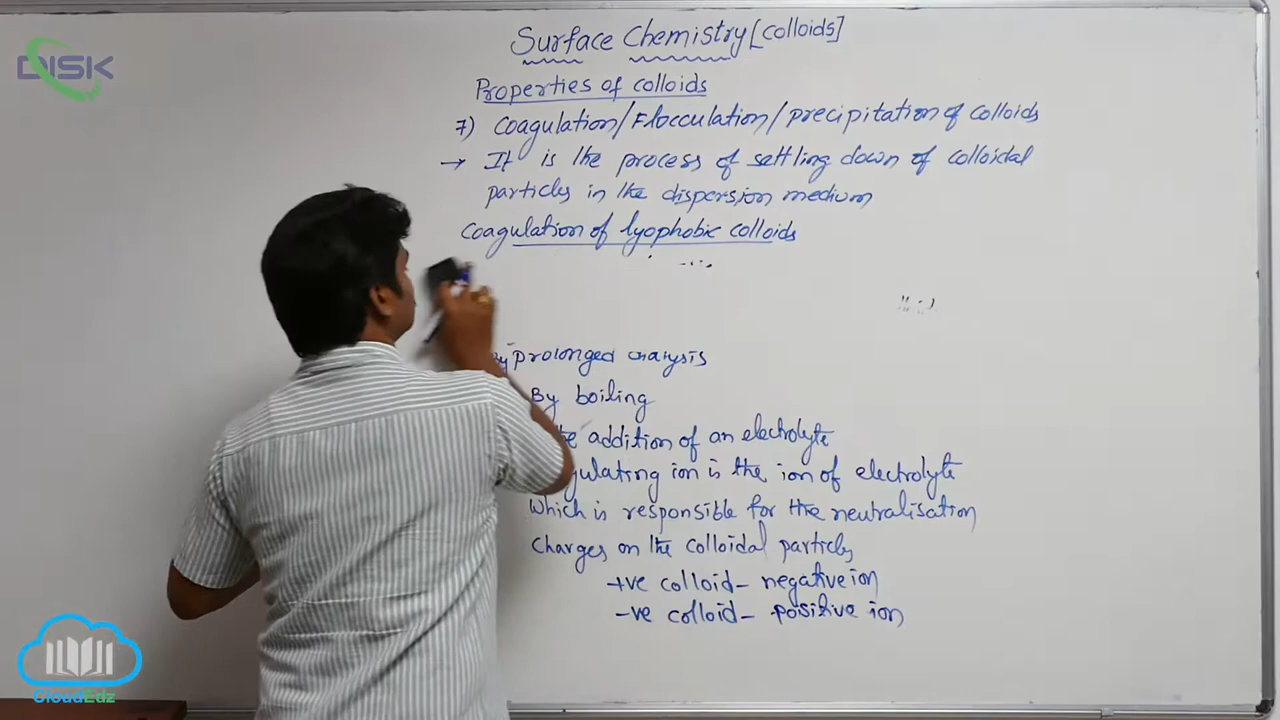 DISK
Surface Chemistry [colloids]
Properties of colloids
7) Coagulation/Flocculation/precipitation of colloids
→ It is the process of settling down of colloidal
particles in the dispersion medium
Coagulation of lyophobic colloids
By prolonged dialysis
By boiling
addition of an electrolyte
ion is the ion of electrolyte
which is responsible for the neutralisation
charges on the colloidal particles
+ve colloid - negative ion
-ve colloid - positive ion
CloudEdz